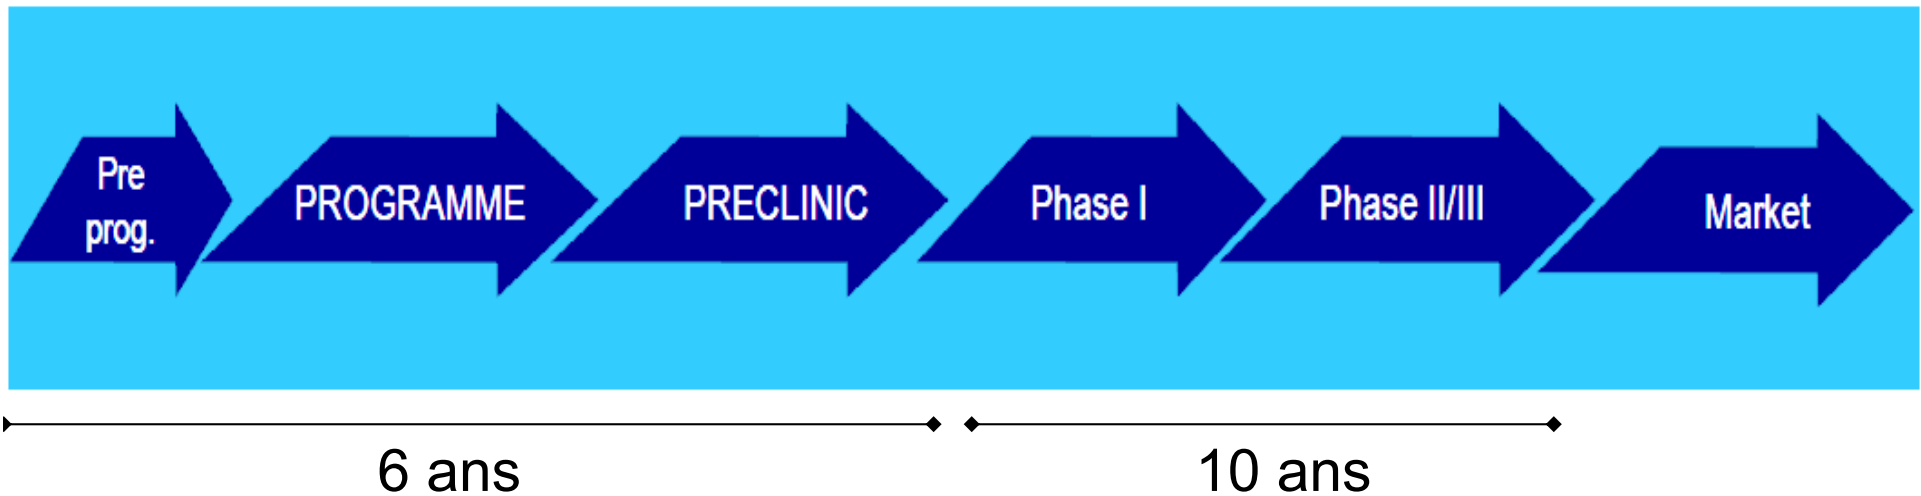 Pre
prog.
PROGRAMME
PRECLINIC
Phase I
Phase II/III
Market
6 ans
10 ans